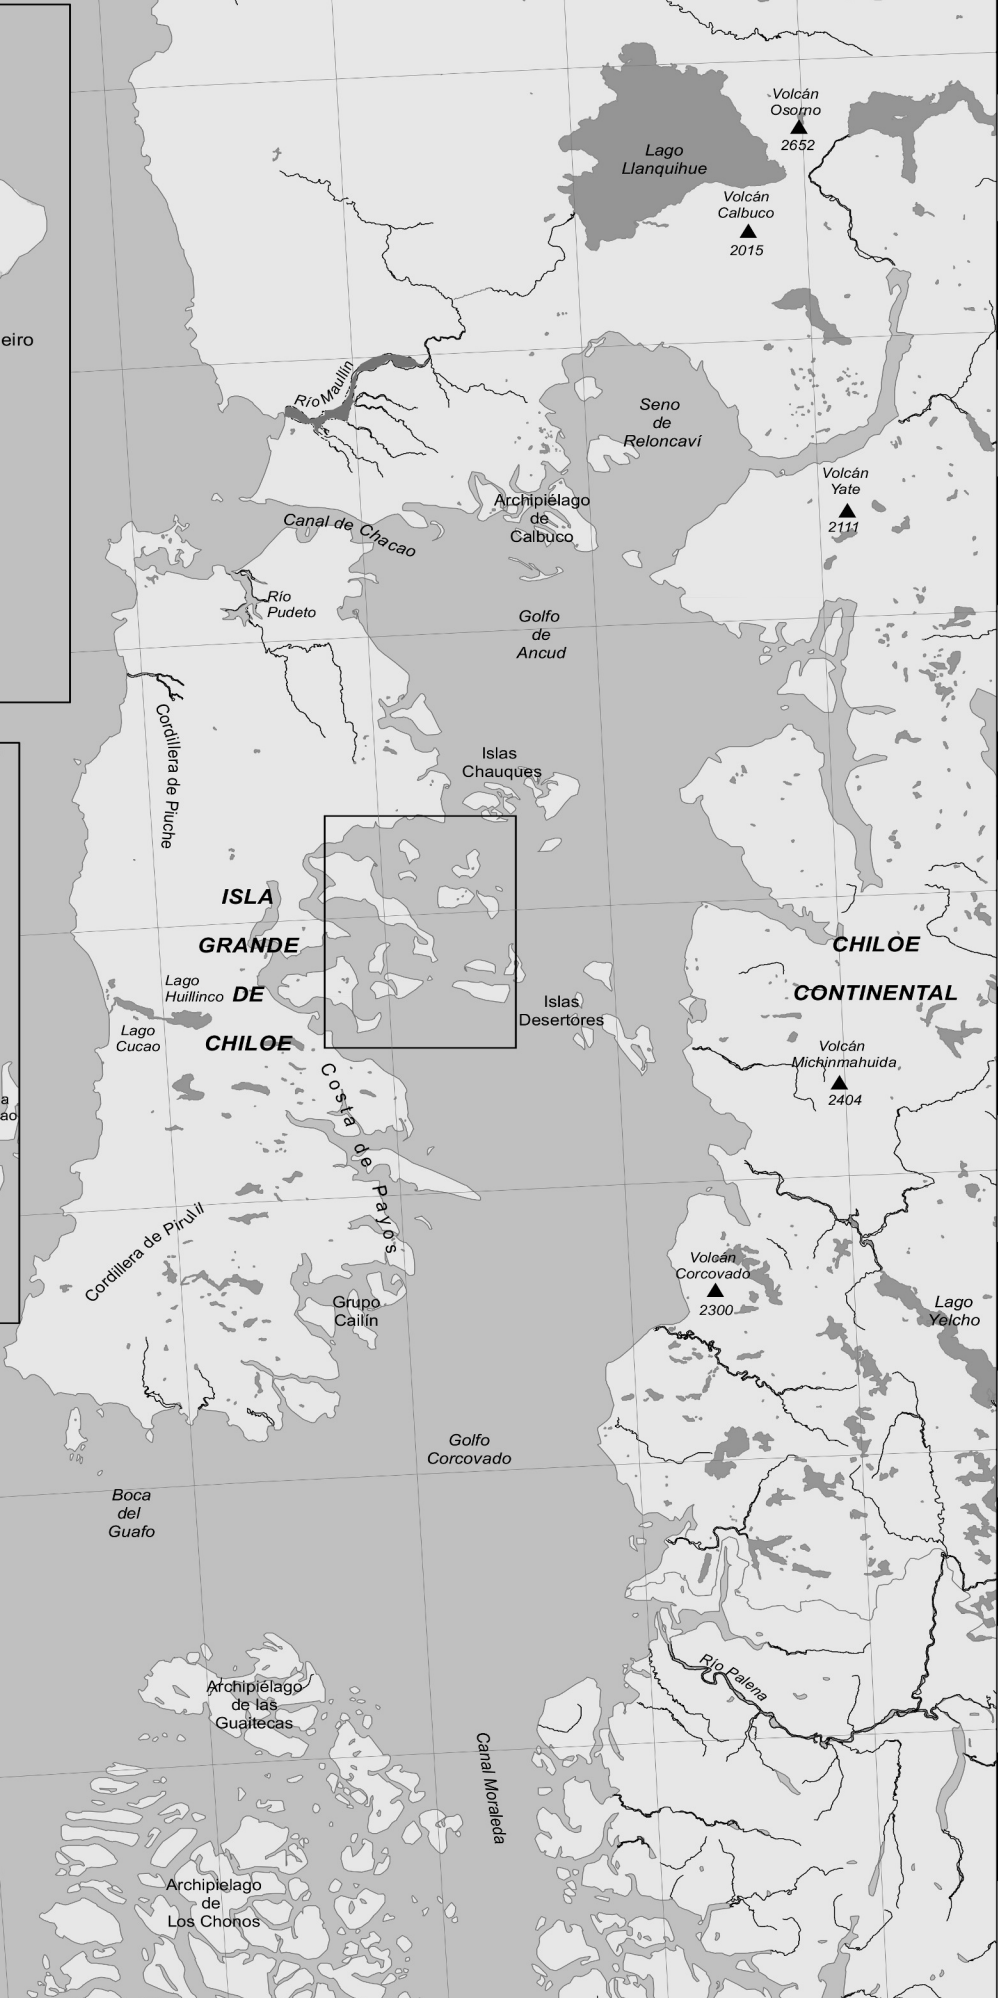 Volcán
Osorno
2652
Lago
Llanquihue
Volcán
Calbuco
2015
eiro
Río Maullín
Seno
de
Reloncaví
Volcán
Yate
2111
Archipiélago
de
Calbuco
Canal de Chacao
Río
Pudeto
Golfo
de
Ancud
Cordillera de Piuche
Islas
Chauques
ISLA
GRANDE
DE
CHILOE
CHILOE
CONTINENTAL
Lago
Huillinco
Lago
Cucao
Islas
Desertores
Volcán
Michinmahuida
2404
a
ao
Costa de Payos
Cordillera de Pirulil
Volcán
Corcovado
2300
Lago
Yelcho
Grupo
Cailín
Golfo
Corcovado
Boca
del
Guafo
Río Palena
Archipiélago
de las
Guaitecas
Canal Moraleda
Archipielago
de
Los Chonos